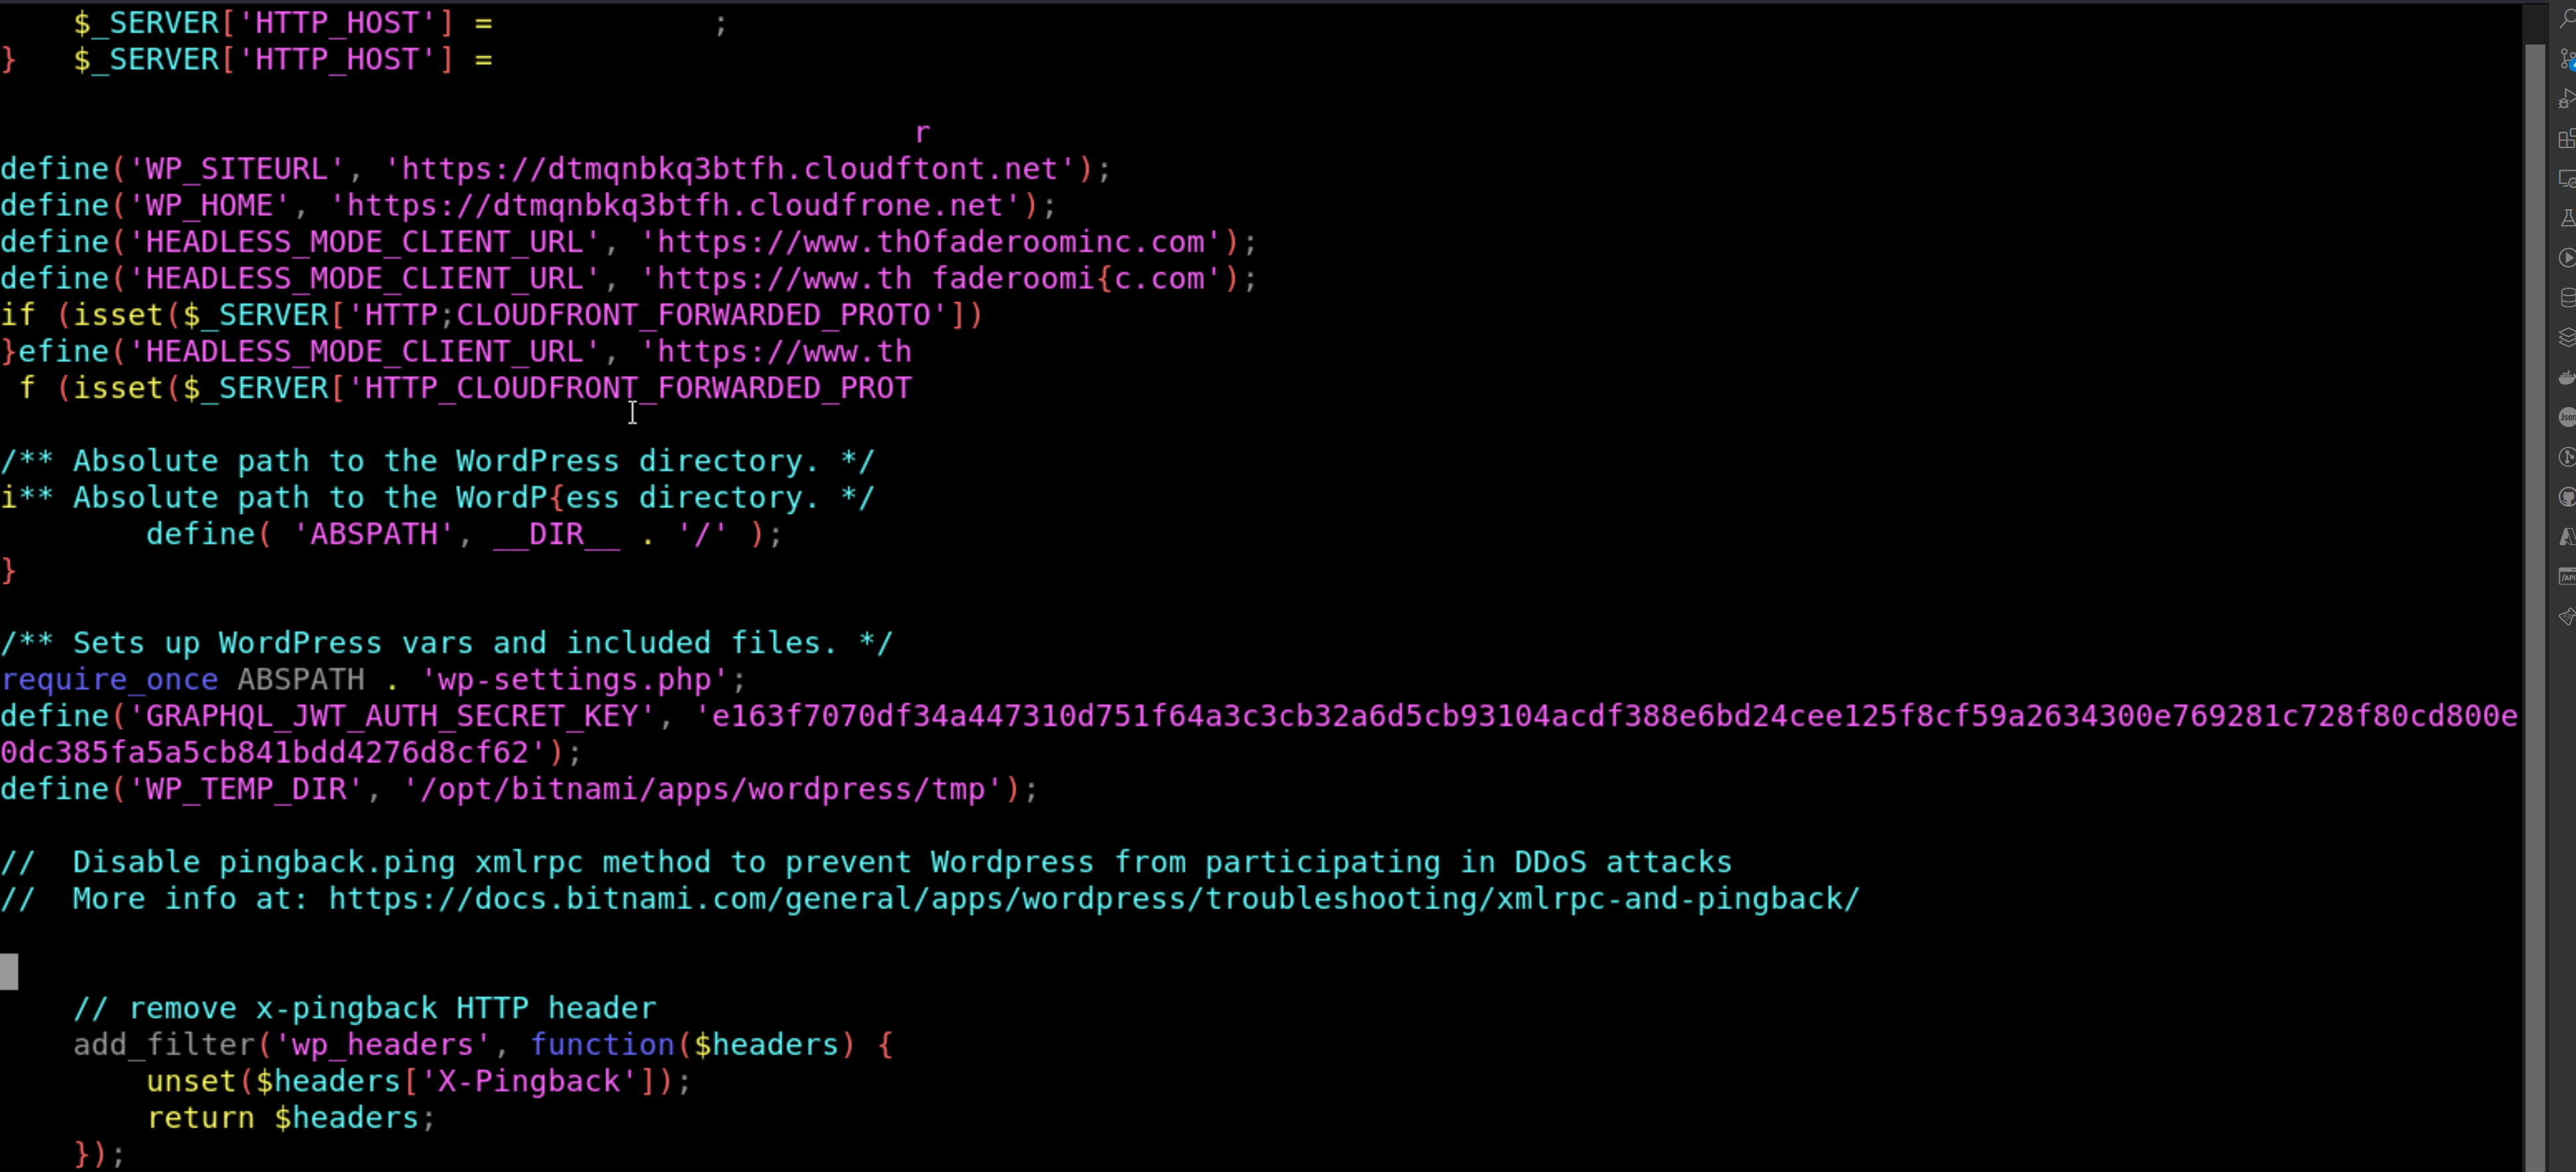 $_SERVER['HTTP_HOST'] =            ;
}   $_SERVER['HTTP_HOST'] =
r
define('WP_SITEURL', 'https://dtmqnbkq3btfh.cloudftont.net');
define('WP_HOME', 'https://dtmqnbkq3btfh.cloudfrone.net');
define('HEADLESS_MODE_CLIENT_URL', 'https://www.thOfaderoominc.com');
define('HEADLESS_MODE_CLIENT_URL', 'https://www.th faderoomi{c.com');
if (isset($_SERVER['HTTP;CLOUDFRONT_FORWARDED_PROTO'])
}efine('HEADLESS_MODE_CLIENT_URL', 'https://www.th
 f (isset($_SERVER['HTTP_CLOUDFRONT_FORWARDED_PROT
/** Absolute path to the WordPress directory. */
i** Absolute path to the WordP{ess directory. */
        define( 'ABSPATH', __DIR__ . '/' );
}
/** Sets up WordPress vars and included files. */
require_once ABSPATH . 'wp-settings.php';
define('GRAPHQL_JWT_AUTH_SECRET_KEY', 'e163f7070df34a447310d751f64a3c3cb32a6d5cb93104acdf388e6bd24cee125f8cf59a2634300e769281c728f80cd800e
0dc385fa5a5cb841bdd4276d8cf62');
define('WP_TEMP_DIR', '/opt/bitnami/apps/wordpress/tmp');
//  Disable pingback.ping xmlrpc method to prevent Wordpress from participating in DDoS attacks
//  More info at: https://docs.bitnami.com/general/apps/wordpress/troubleshooting/xmlrpc-and-pingback/
    // remove x-pingback HTTP header
    add_filter('wp_headers', function($headers) {
        unset($headers['X-Pingback']);
        return $headers;
    });